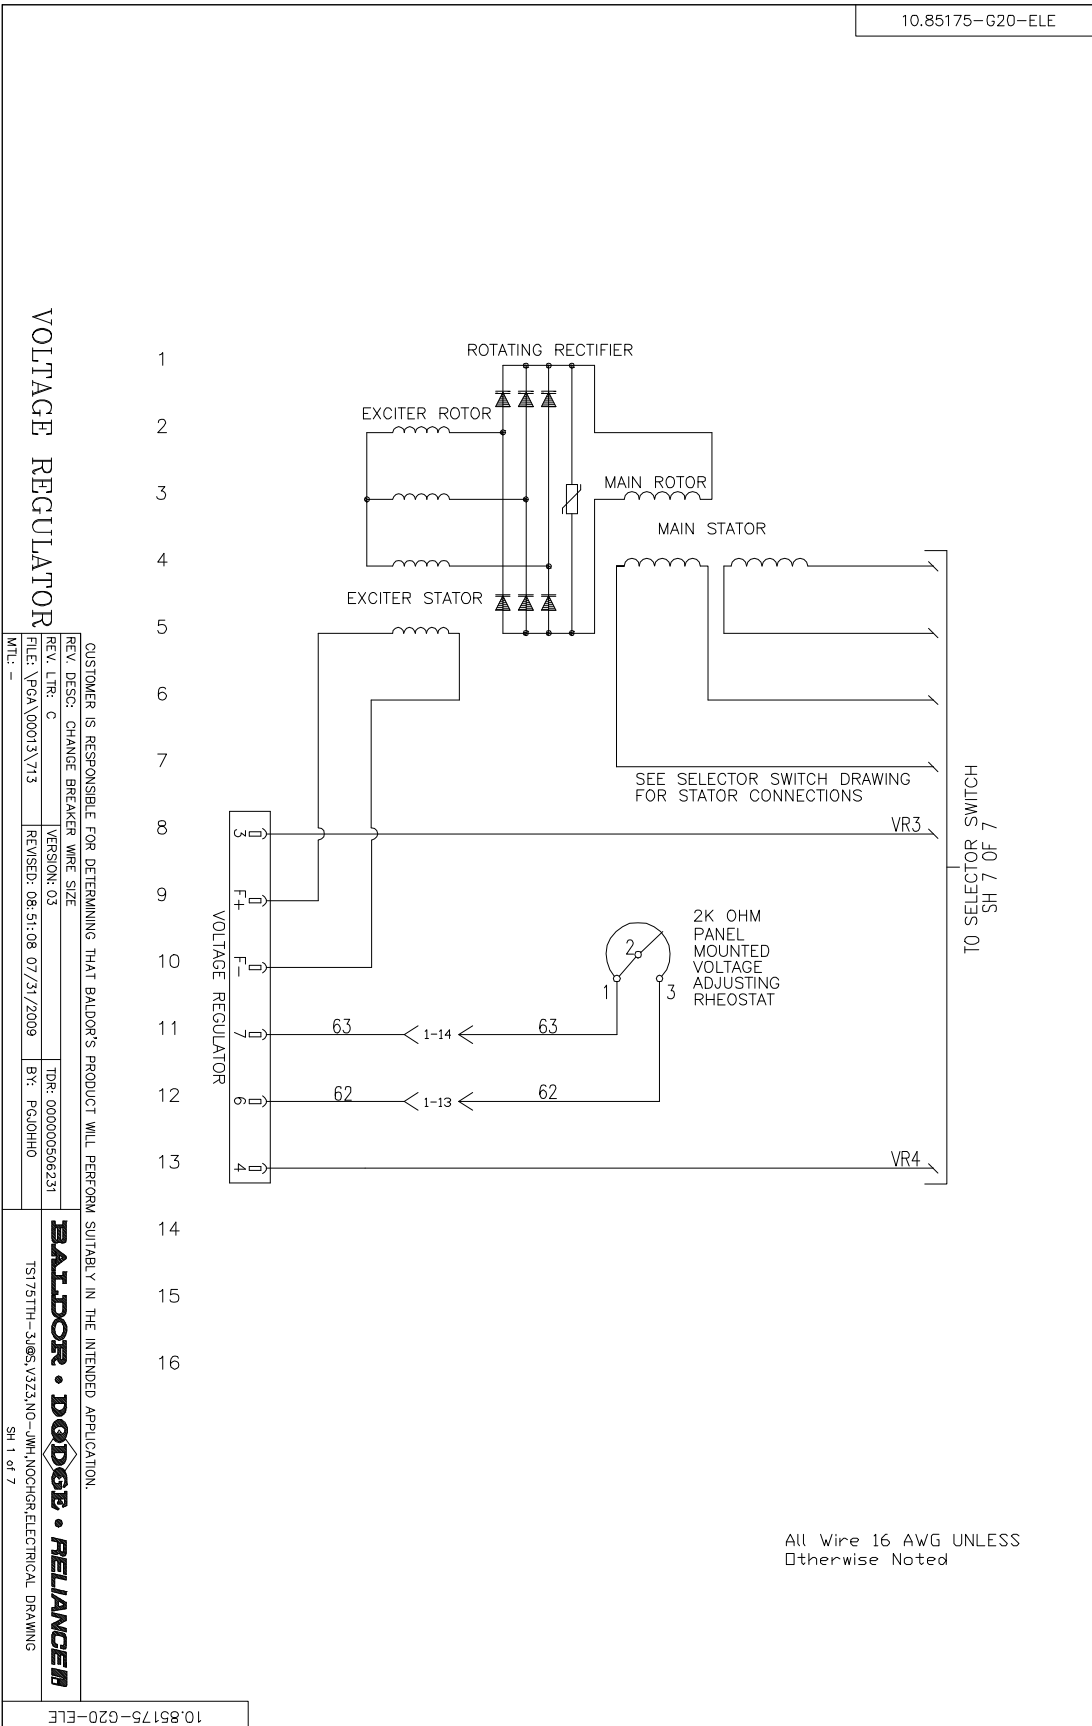 10.85175-G20-ELE
1
ROTATING RECTIFIER
EXCITER ROTOR
2
3
MAIN ROTOR
MAIN STATOR
4
EXCITER STATOR
5
6
7
SEE SELECTOR SWITCH DRAWING
FOR STATOR CONNECTIONS
TO SELECTOR SWITCH
SH 7 OF 7
8
3
VR3
9
F+
2K OHM
PANEL
MOUNTED
VOLTAGE
ADJUSTING
RHEOSTAT
2
1
3
10
F-
VOLTAGE REGULATOR
11
7
63
1-14
63
12
6
62
1-13
62
13
4
VR4
14
15
16
All Wire 16 AWG UNLESS
Otherwise Noted
VOLTAGE REGULATOR
CUSTOMER IS RESPONSIBLE FOR DETERMINING THAT BALDOR'S PRODUCT WILL PERFORM SUITABLY IN THE INTENDED APPLICATION.
REV. DESC: CHANGE BREAKER WIRE SIZE
REV. LTR: C
VERSION: 03
TDR: 000000506231
FILE: \PGA\00013\713
REVISED: 08:51:08 07/31/2009
BY: PGJOHHO
MTL: -
BALDOR • DODGE • RELIANCE
TS175TTH-3J@S,V3Z3,NO-JWH,NOCHGR,ELECTRICAL DRAWING
SH 1 of 7
10.85175-G20-ELE